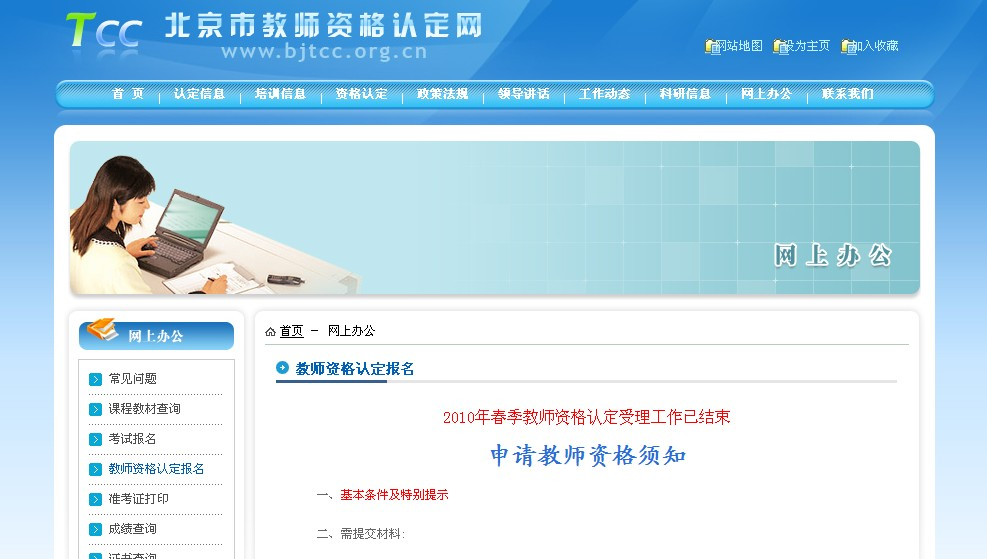 TCC 北京市教师资格认定网
www.bjtcc.org.cn
网站地图 设为主页 加入收藏
首 页 认定信息 培训信息 资格认定 政策法规 领导讲话 工作动态 科研信息 网上办公 联系我们
网上办公
网上办公
常见问题
课程教材查询
考试报名
教师资格认定报名
准考证打印
成绩查询
证书查询
首页 － 网上办公
教师资格认定报名
2010年春季教师资格认定受理工作已结束
申请教师资格须知
一、基本条件及特别提示
二、需提交材料: